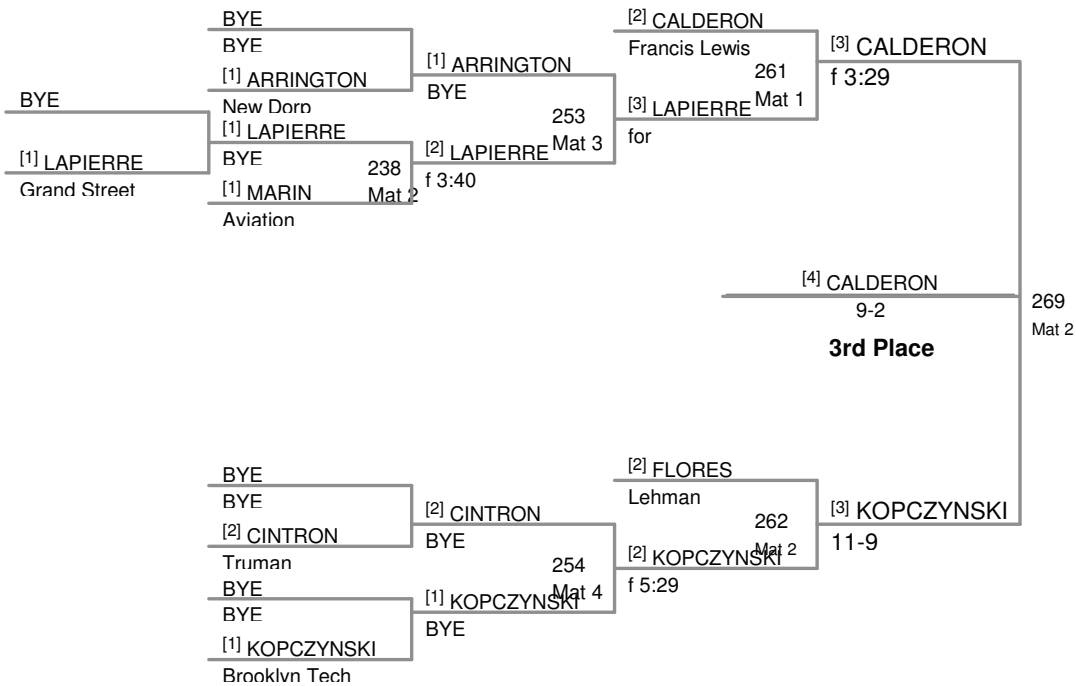 BYE
[1] LAPIERRE
Grand Street
BYE
BYE
[1] ARRINGTON
New Dorp
[1] LAPIERRE
BYE
238
Mat 2
[1] MARIN
Aviation
[1] ARRINGTON
BYE
253
Mat 3
[2] LAPIERRE
f 3:40
[2] CALDERON
Francis Lewis
261
Mat 1
[3] LAPIERRE
for
[3] CALDERON
f 3:29
[4] CALDERON
9-2
3rd Place
269
Mat 2
BYE
BYE
[2] CINTRON
Truman
BYE
BYE
[1] KOPCZYNSKI
Brooklyn Tech
[2] CINTRON
BYE
254
Mat 4
[1] KOPCZYNSKI
BYE
[2] FLORES
Lehman
262
Mat 2
[2] KOPCZYNSKI
f 5:29
[3] KOPCZYNSKI
11-9